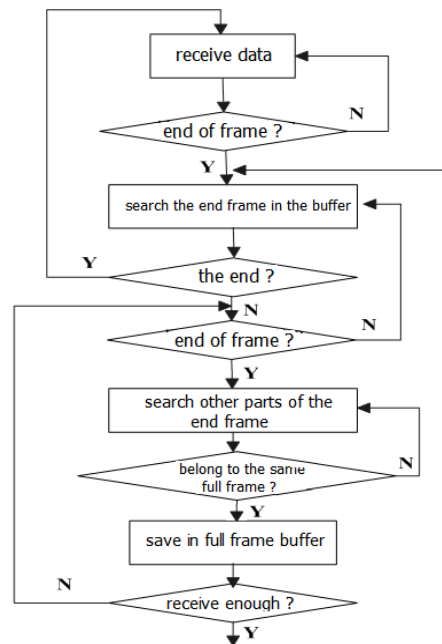 receive data
N
end of frame ?
Y
search the end frame in the buffer
Y
the end ?
N
end of frame ?
N
Y
search other parts of the
end frame
belong to the same
full frame ?
N
Y
save in full frame buffer
N
receive enough ?
Y